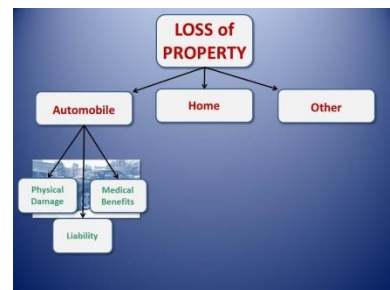 LOSS of
PROPERTY
Automobile
Home
Other
Physical
Damage
Medical
Benefits
Liability